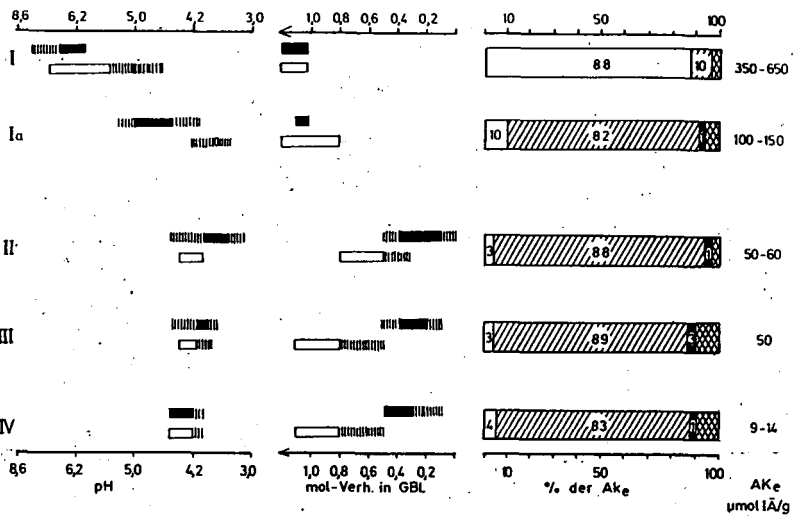 8,6 6,2 5,0 4,2 3,0 1,0 0,8 0,6 0,4 0,2 10 50 100
I 88 10 350-650
Ia 10 82 100-150
II 3 88 1 50-60
III 3 89 3 50
IV 4 83 1 9-14
8,6 6,2 5,0 4,2 3,0 1,0 0,8 0,6 0,4 0,2 10 50 100
pH mol-Verh. in GBL % der Ake AKe
µmol IÄ/g